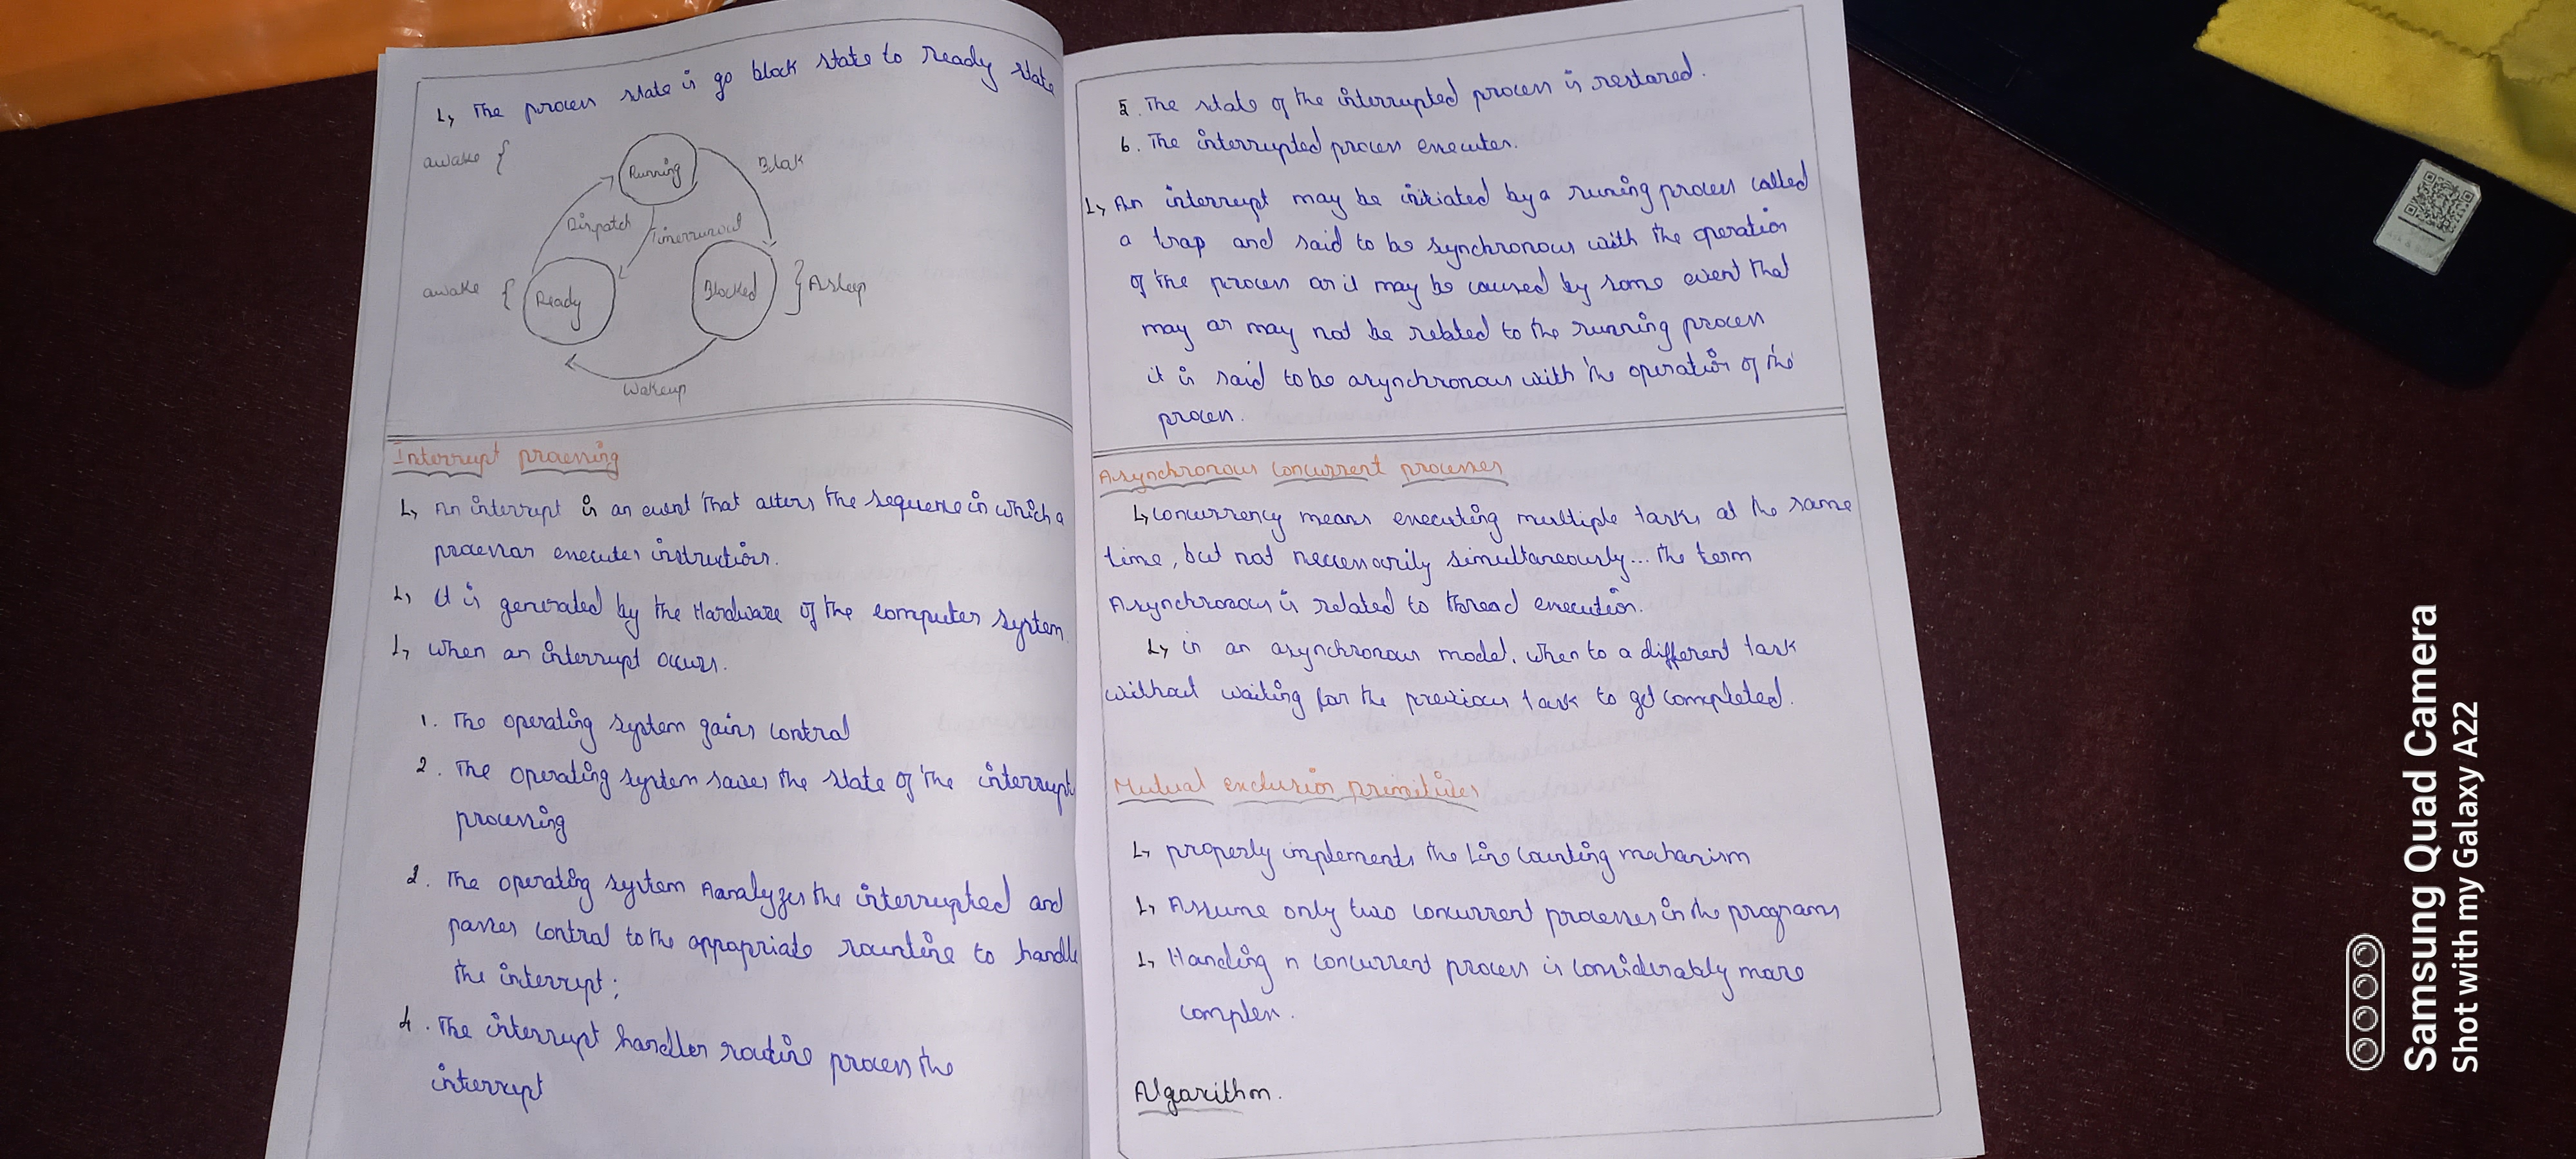 ↳ The process state is go block state to ready state
awake {
Running
Blok
Dispatch
Timerrunout
awake {
Ready
Blocked
} Asleep
Wakeup
Interrupt processing
↳ An interrupt is an event that alters the sequence in which a
processor executes instructions.
↳ it is generated by the Hardware of the computer system
↳ when an interrupt occurs.
1. The operating system gains control
2. The operating system saves the state of the interrupt
processing
3. The operating system Aanalyzes the interrupted and
passes control to the appopriate rountine to handle
the interrupt;
4. The interrupt handler routine process the
interrupt
5. The state of the interrupted process is restored.
6. The interrupted process executes.
↳ An interrupt may be initiated by a runing process called
a trap and said to be synchronous with the operation
of the process or it may be caused by some event that
may or may not be related to the running process
it is said to be asynchronous with the operation of the
process.
Asynchronous concurrent processes
↳ concurrency means executing multiple tasks at the same
time, but not necessarily simultaneously... the term
Asynchronous is related to thread execution.
↳ in an asynchronous model, when to a different task
without waiting for the previous task to get completed.
Mutual exclusion primitives
↳ properly implements the Line counting mechanism
↳ Assume only two concurrent processes in the programs
↳ Handing n concurrent process is considerably more
complex.
Algorithm.
Samsung Quad Camera
Shot with my Galaxy A22